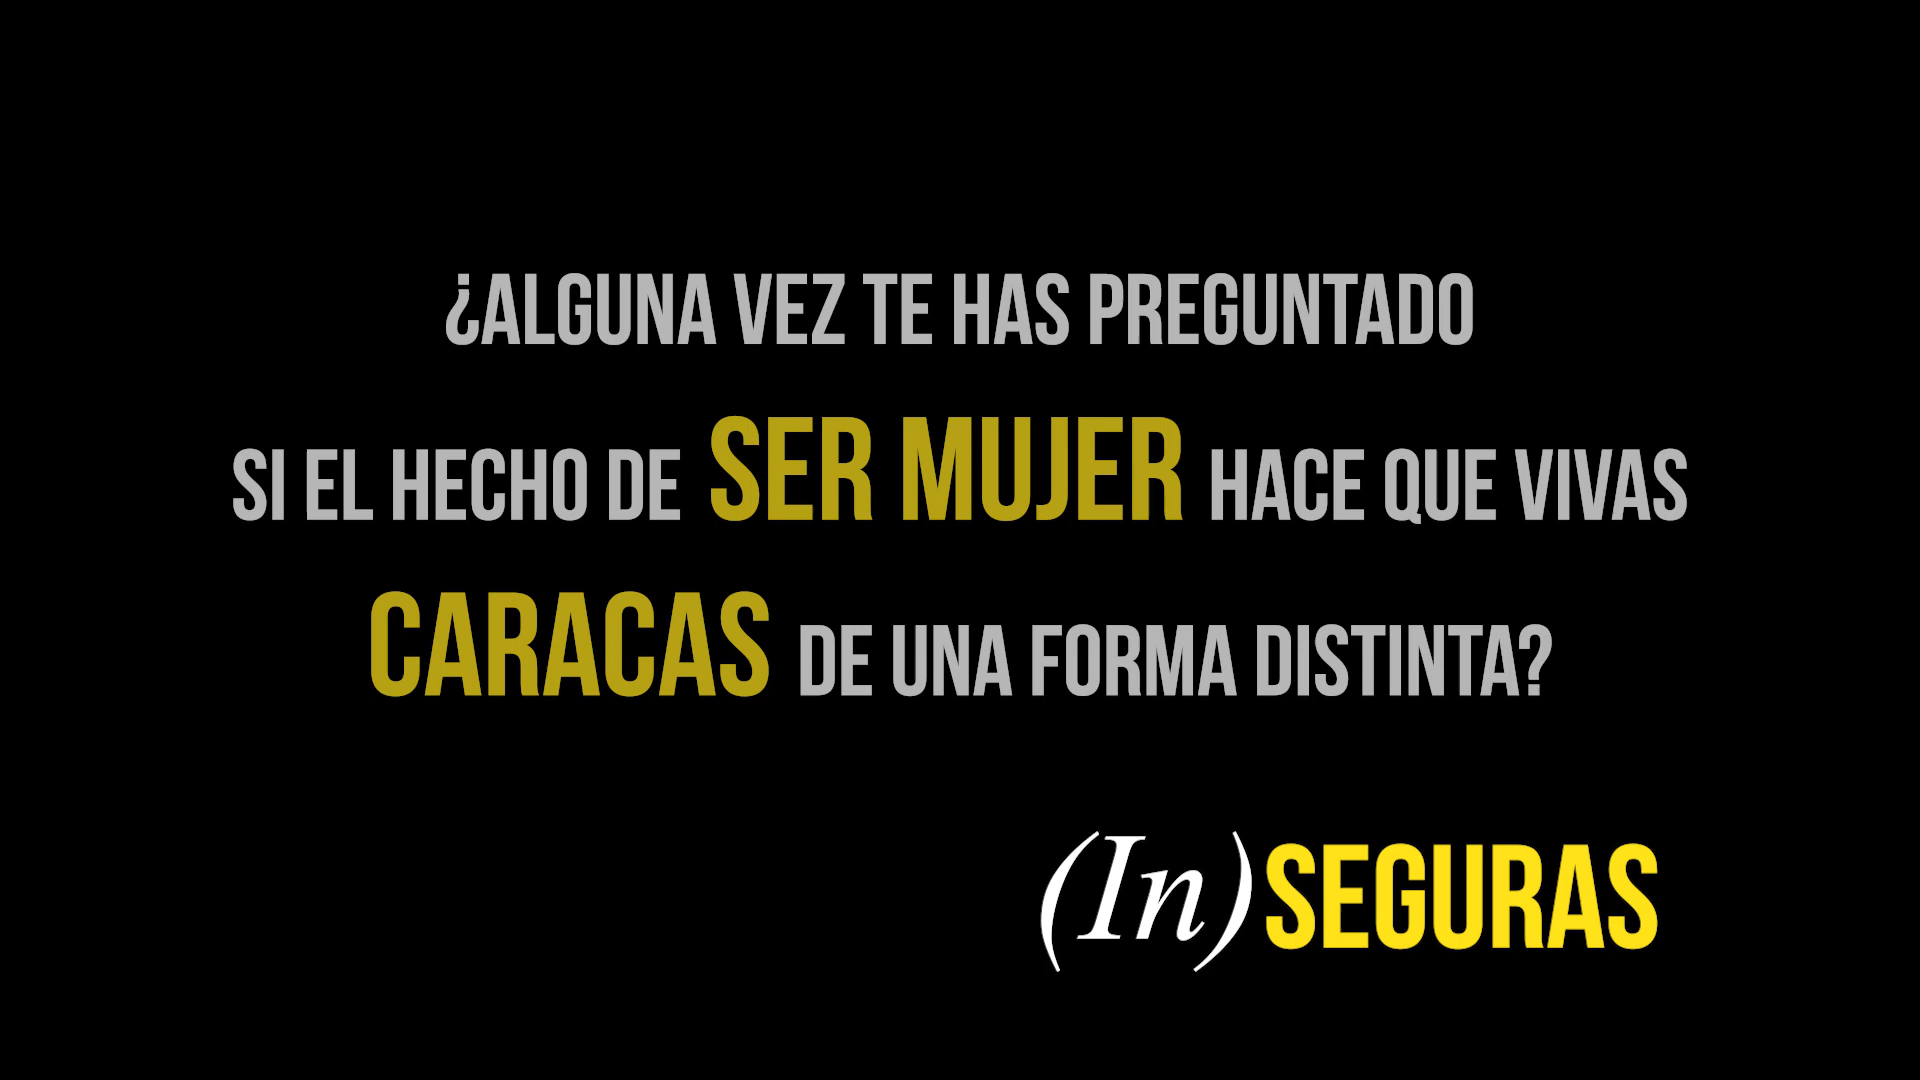 ¿ALGUNA VEZ TE HAS PREGUNTADO
SI EL HECHO DE SER MUJER HACE QUE VIVAS
CARACAS DE UNA FORMA DISTINTA?
(In)SEGURAS